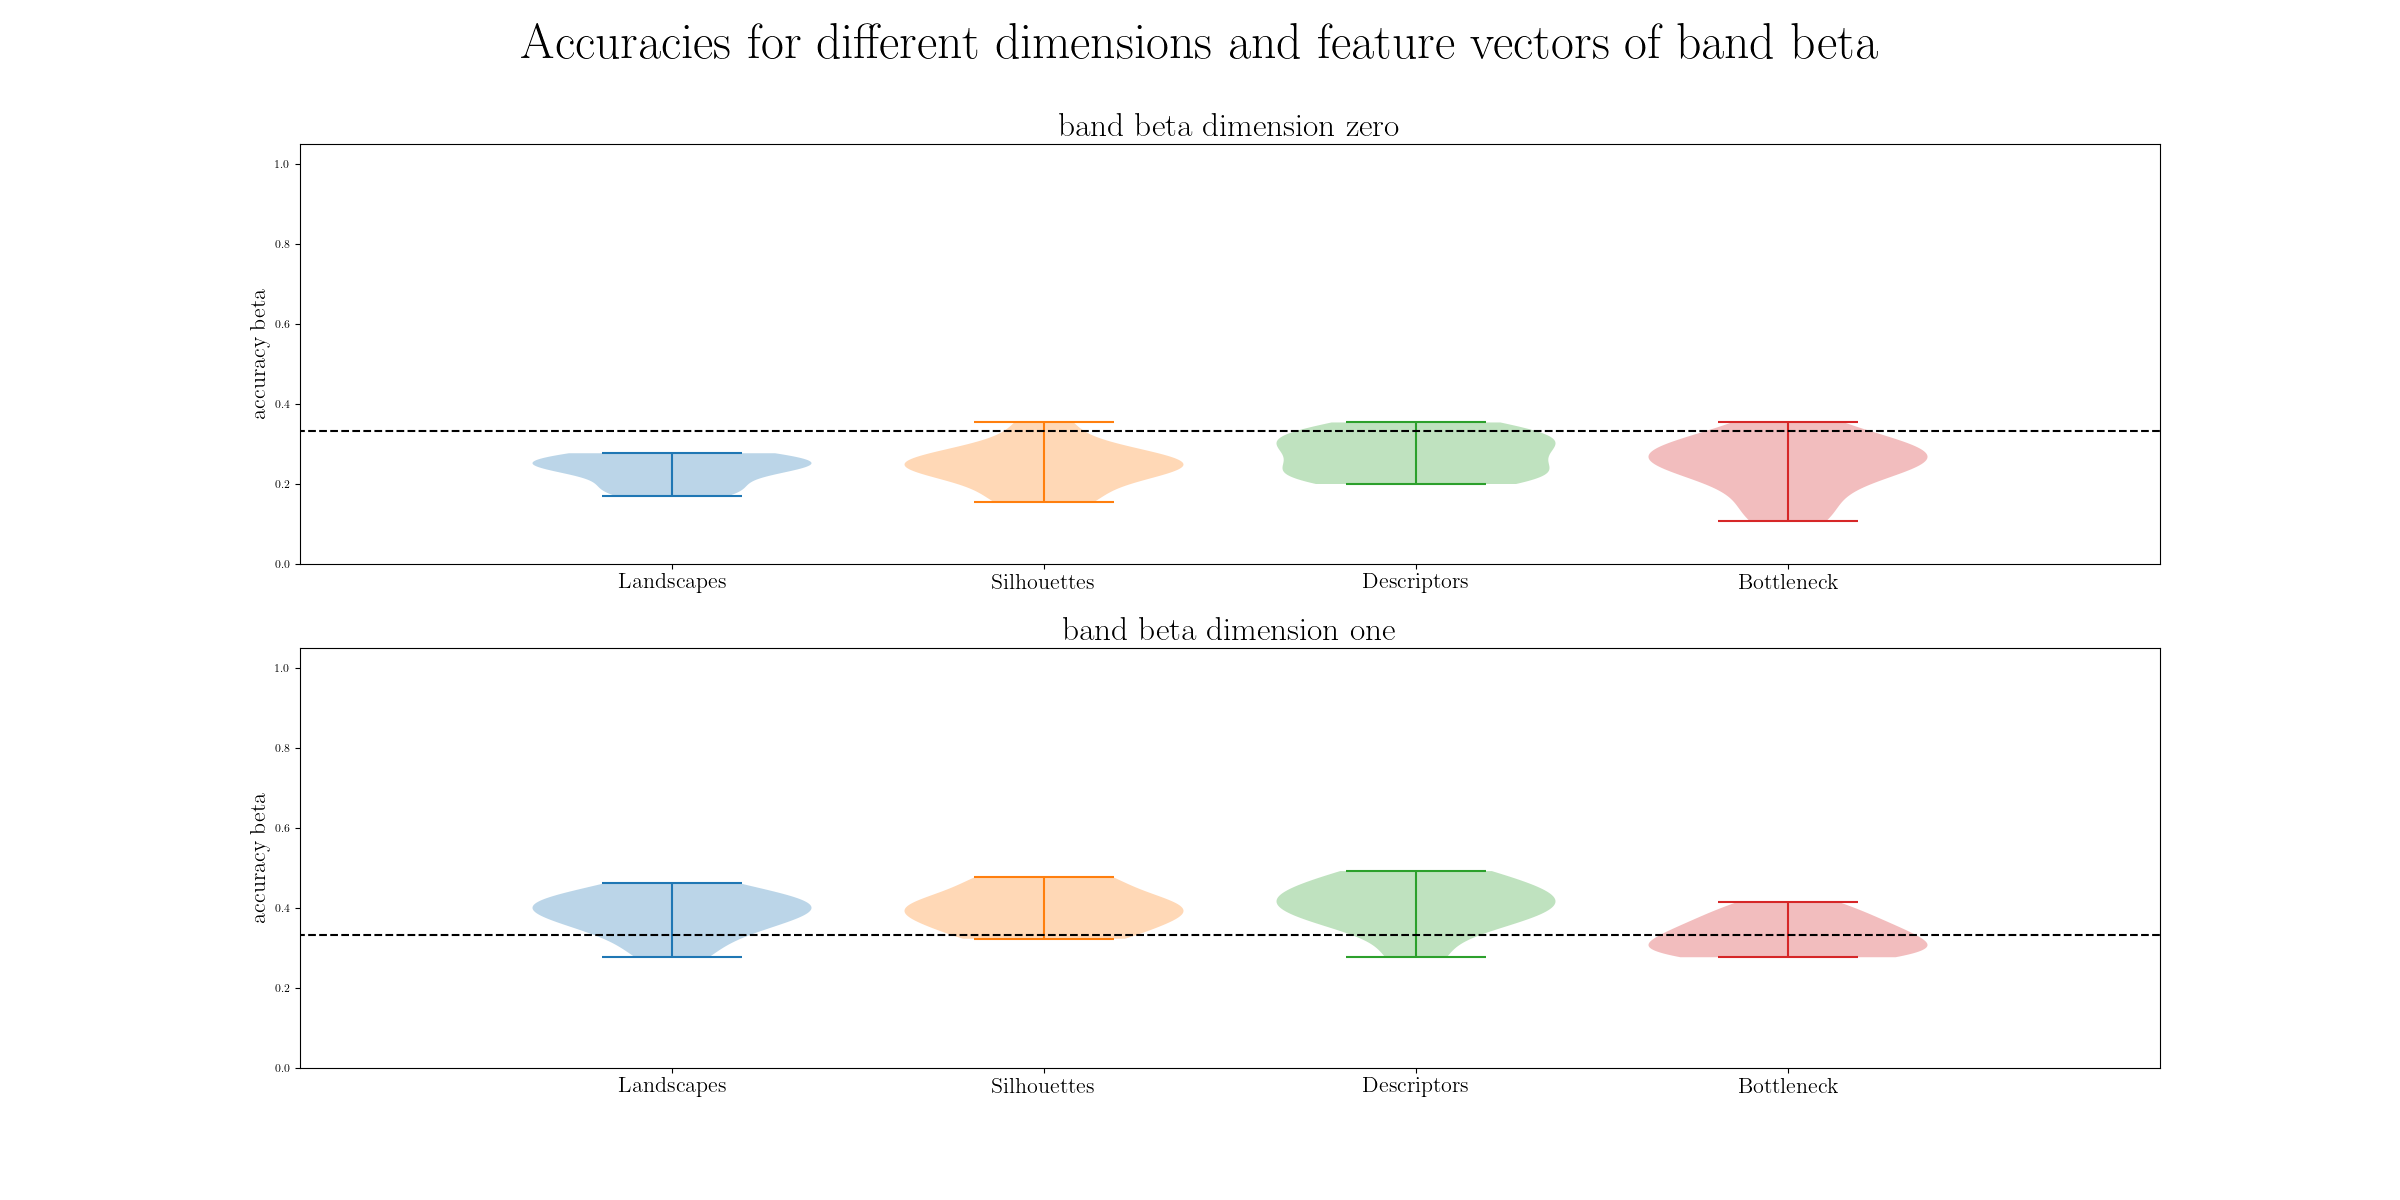 Accuracies for different dimensions and feature vectors of band beta
band beta dimension zero
accuracy beta
1.0
0.8
0.6
0.4
0.2
0.0
Landscapes Silhouettes Descriptors Bottleneck
band beta dimension one
accuracy beta
1.0
0.8
0.6
0.4
0.2
0.0
Landscapes Silhouettes Descriptors Bottleneck